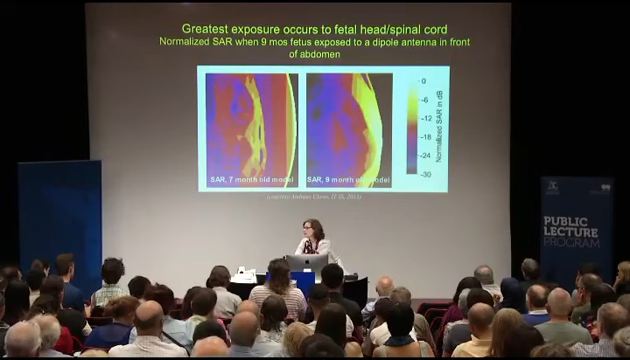 Greatest exposure occurs to fetal head/spinal cord
Normalized SAR when 9 mos fetus exposed to a dipole antenna in front
of abdomen
0
-6
-12
-18
-24
-30
Normalized SAR in dB
SAR, 7 month old model
SAR, 9 month old model
PUBLIC
LECTURE
PROGRAM